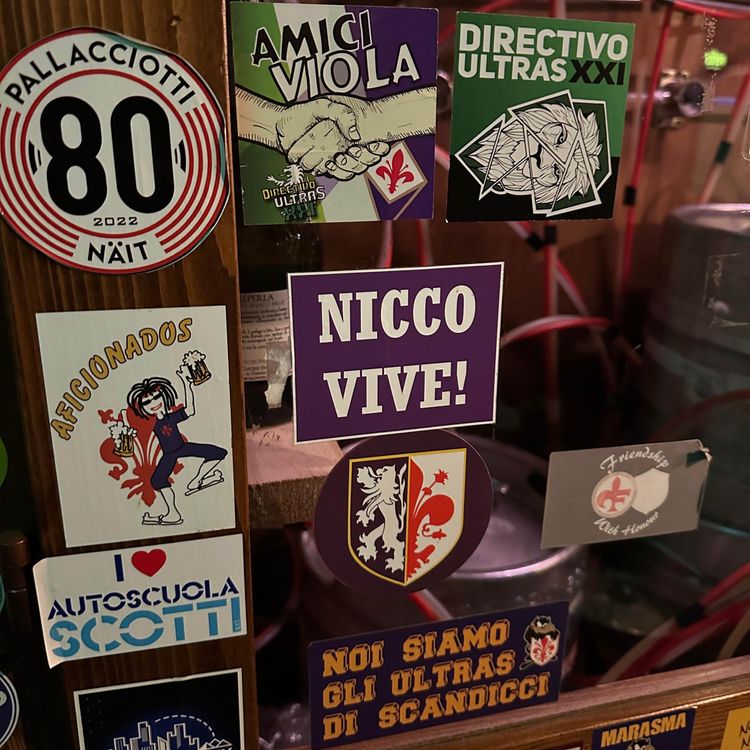 PALLACCIOTTI
80
2022
NÄIT
AMICI
VIOLA
DIRECTIVO
ULTRAS
XXI
DIRECTIVO
ULTRAS XXI
NICCO
VIVE!
AFICIONADOS
Friendship
With Honour
I
AUTOSCUOLA
SCOTTI
NOI SIAMO
GLI ULTRAS
DI SCANDICCI
MARASMA